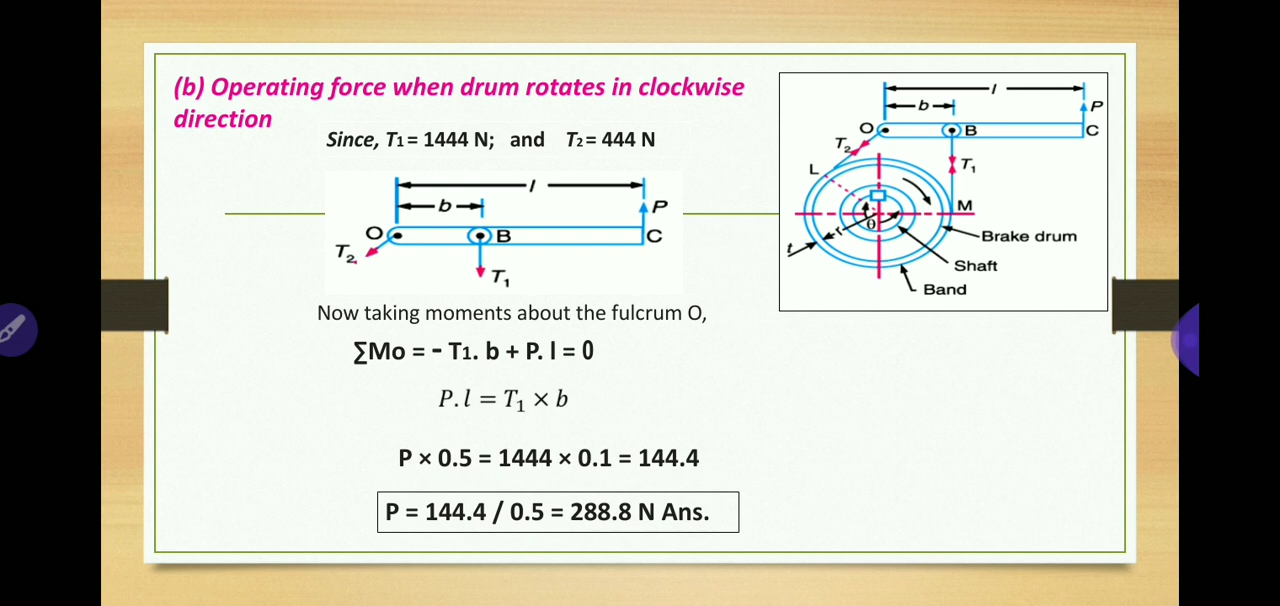 (b) Operating force when drum rotates in clockwise
direction
Since, T1 = 1444 N; and T2 = 444 N
l
b
P
O
B
C
T2
T1
Now taking moments about the fulcrum O,
∑Mo = - T1. b + P. l = 0
P. l = T1 × b
P × 0.5 = 1444 × 0.1 = 144.4
P = 144.4 / 0.5 = 288.8 N Ans.
l
b
P
O
B
C
T2
T1
L
M
θ
r
t
Brake drum
Shaft
Band